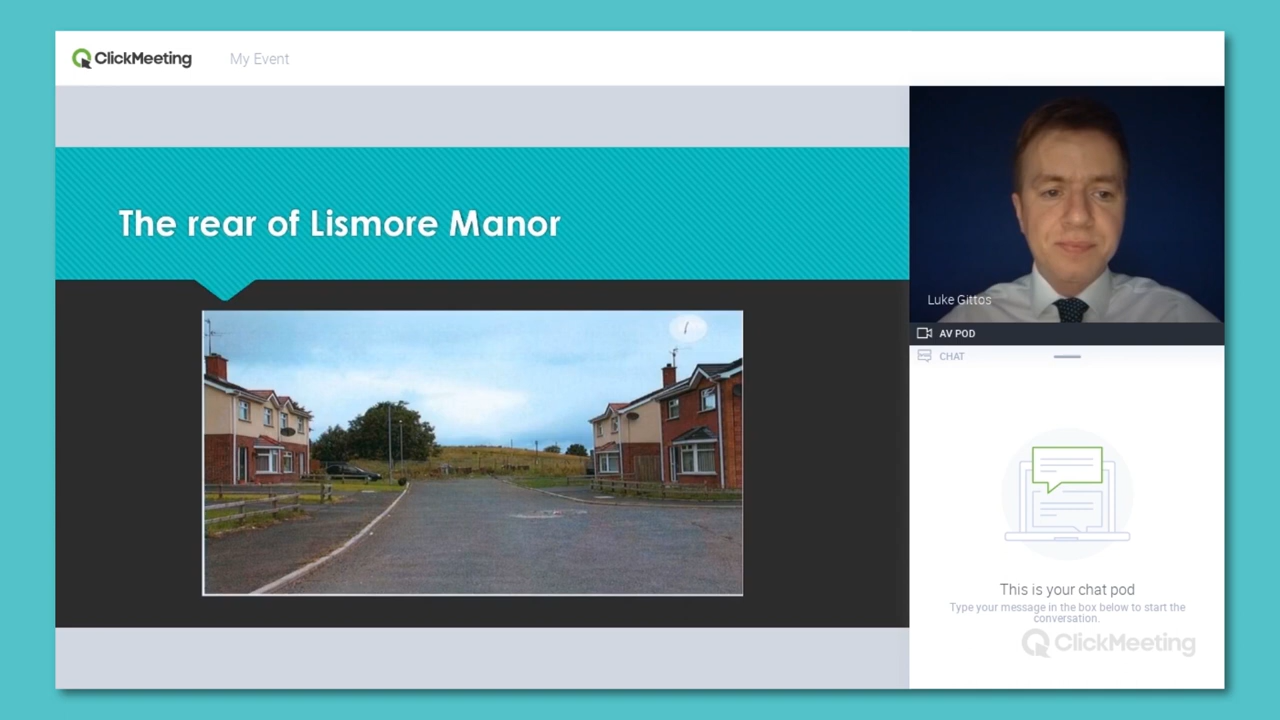 ClickMeeting
My Event
The rear of Lismore Manor
Luke Gittos
AV POD
CHAT
This is your chat pod
Type your message in the box below to start the
conversation.
ClickMeeting